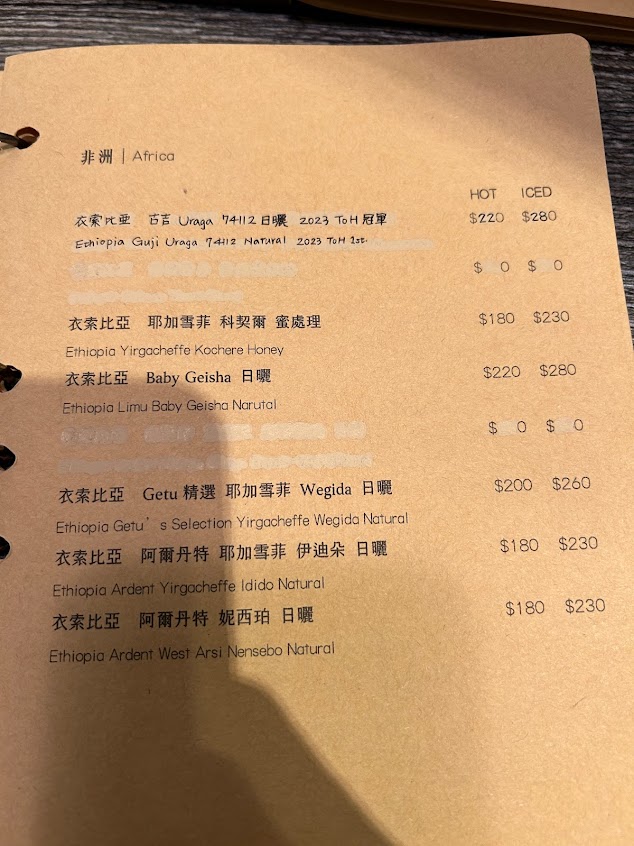 非洲 | Africa
HOT ICED
衣索比亞 古吉 Uraga 74112 日曬 2023 ToH 冠軍 $220 $280
Ethiopia Guji Uraga 74112 Natural 2023 ToH 1st.
$ 0 $ 0
衣索比亞 耶加雪菲 科契爾 蜜處理 $180 $230
Ethiopia Yirgacheffe Kochere Honey
衣索比亞 Baby Geisha 日曬 $220 $280
Ethiopia Limu Baby Geisha Narutal
$ 0 $ 0
衣索比亞 Getu 精選 耶加雪菲 Wegida 日曬 $200 $260
Ethiopia Getu’s Selection Yirgacheffe Wegida Natural
衣索比亞 阿爾丹特 耶加雪菲 伊迪朵 日曬 $180 $230
Ethiopia Ardent Yirgacheffe Idido Natural
衣索比亞 阿爾丹特 妮西珀 日曬 $180 $230
Ethiopia Ardent West Arsi Nensebo Natural